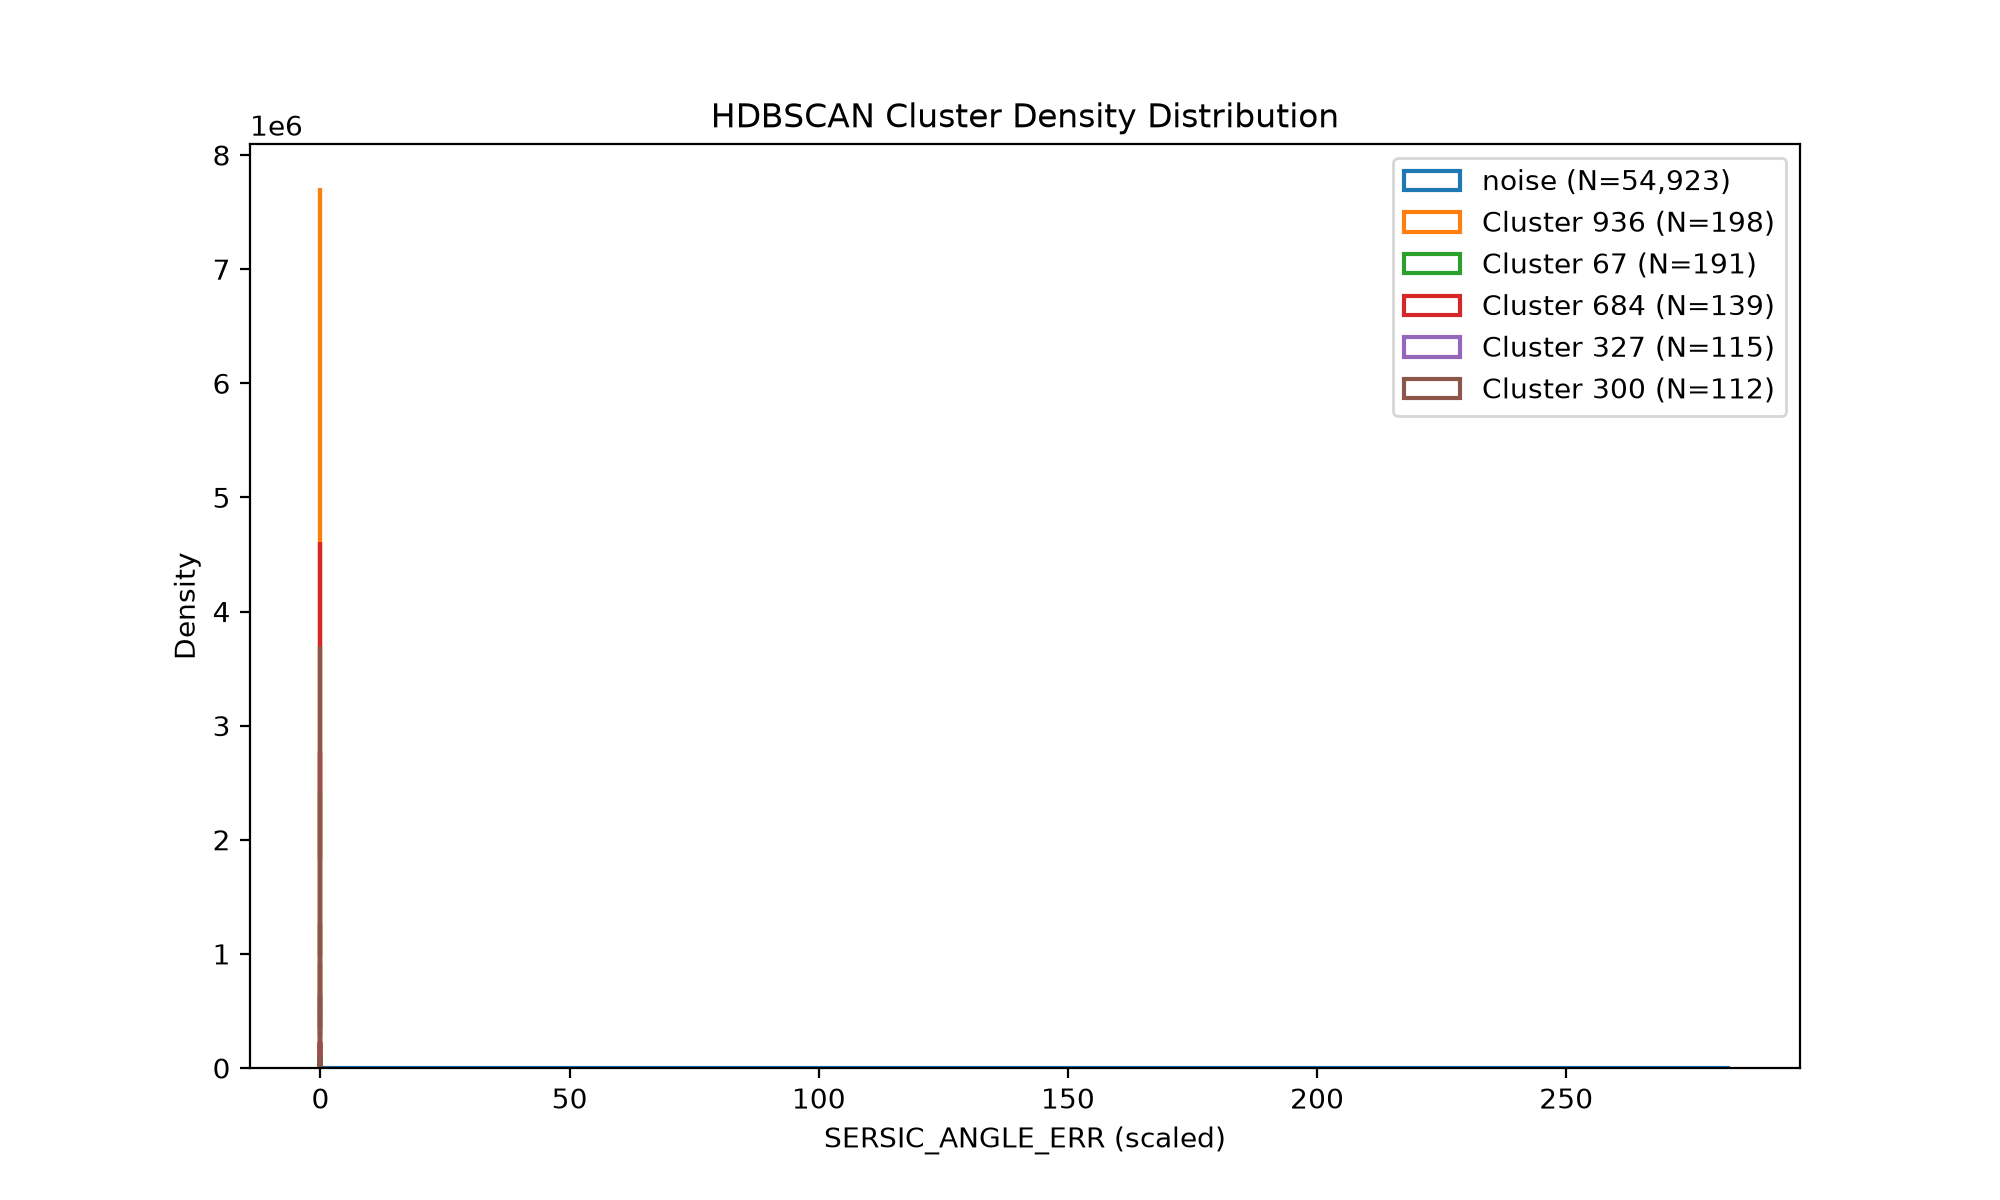 HDBSCAN Cluster Density Distribution
1e6
8
7
6
5
4
3
2
1
0
Density
0 50 100 150 200 250
SERSIC_ANGLE_ERR (scaled)
noise (N=54,923)
Cluster 936 (N=198)
Cluster 67 (N=191)
Cluster 684 (N=139)
Cluster 327 (N=115)
Cluster 300 (N=112)